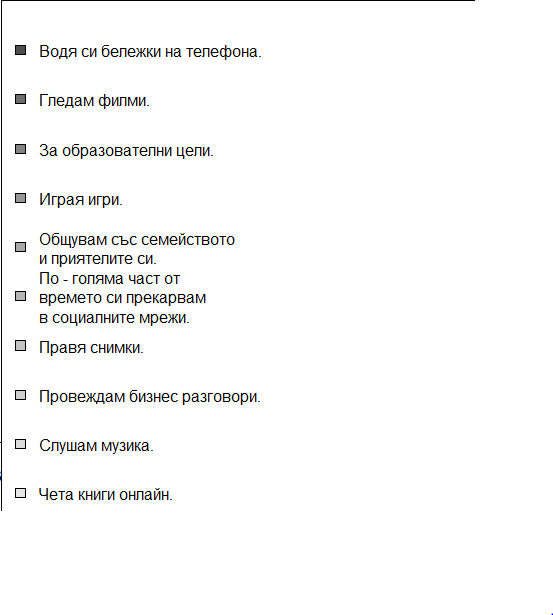 Водя си бележки на телефона.
Гледам филми.
За образователни цели.
Играя игри.
Общувам със семейството
и приятелите си.
По - голяма част от
времето си прекарвам
в социалните мрежи.
Правя снимки.
Провеждам бизнес разговори.
Слушам музика.
Чета книги онлайн.